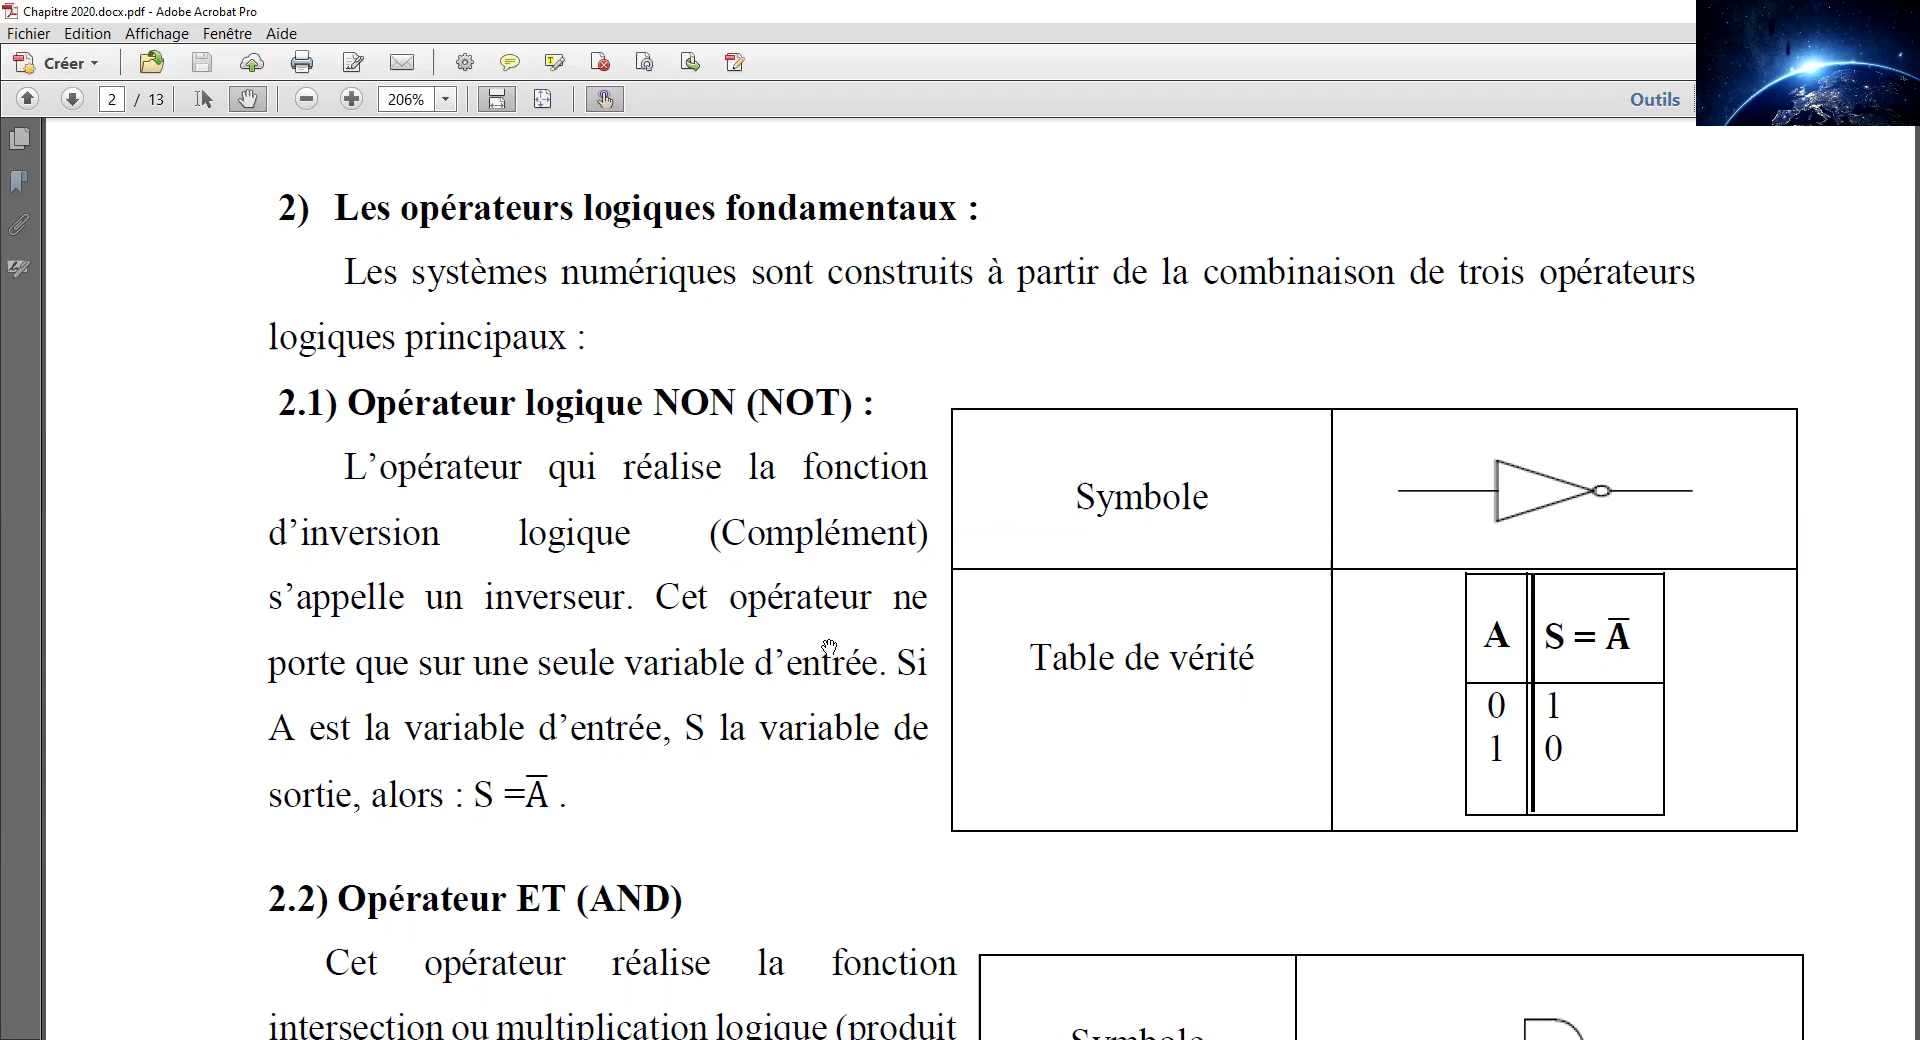 Chapitre 2020.docx.pdf - Adobe Acrobat Pro
Fichier Edition Affichage Fenêtre Aide
Créer
2 / 13 206% Outils
2) Les opérateurs logiques fondamentaux :
Les systèmes numériques sont construits à partir de la combinaison de trois opérateurs
logiques principaux :
2.1) Opérateur logique NON (NOT) :
L’opérateur qui réalise la fonction
d’inversion logique (Complément)
s’appelle un inverseur. Cet opérateur ne
porte que sur une seule variable d’entrée. Si
A est la variable d’entrée, S la variable de
sortie, alors : S =A̅ .
Symbole
Table de vérité
A S = A̅
0 1
1 0
2.2) Opérateur ET (AND)
Cet opérateur réalise la fonction
intersection ou multiplication logique (produit
Symbole